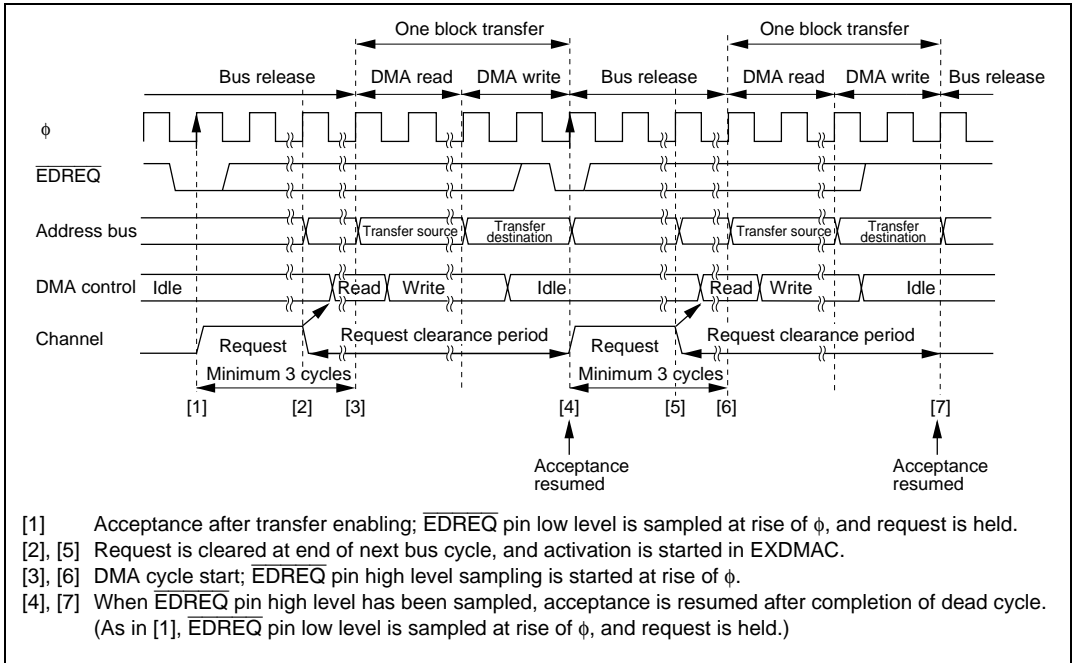 One block transfer One block transfer
Bus release DMA read DMA write Bus release DMA read DMA write Bus release
ϕ
EDREQ
Address bus Transfer source Transfer destination Transfer source Transfer destination
DMA control Idle Read Write Idle Read Write Idle
Channel Request Request clearance period Request Request clearance period
Minimum 3 cycles Minimum 3 cycles
[1] [2] [3] [4] [5] [6] [7]
Acceptance resumed Acceptance resumed
[1] Acceptance after transfer enabling; EDREQ pin low level is sampled at rise of ϕ, and request is held.
[2], [5] Request is cleared at end of next bus cycle, and activation is started in EXDMAC.
[3], [6] DMA cycle start; EDREQ pin high level sampling is started at rise of ϕ.
[4], [7] When EDREQ pin high level has been sampled, acceptance is resumed after completion of dead cycle.
(As in [1], EDREQ pin low level is sampled at rise of ϕ, and request is held.)